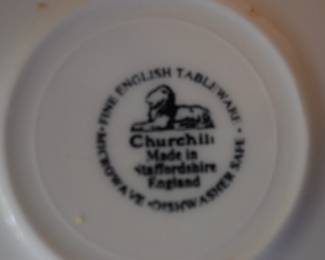 FINE ENGLISH TABLEWARE
Churchill
Made in
Staffordshire
England
MICROWAVE • DISHWASHER SAFE